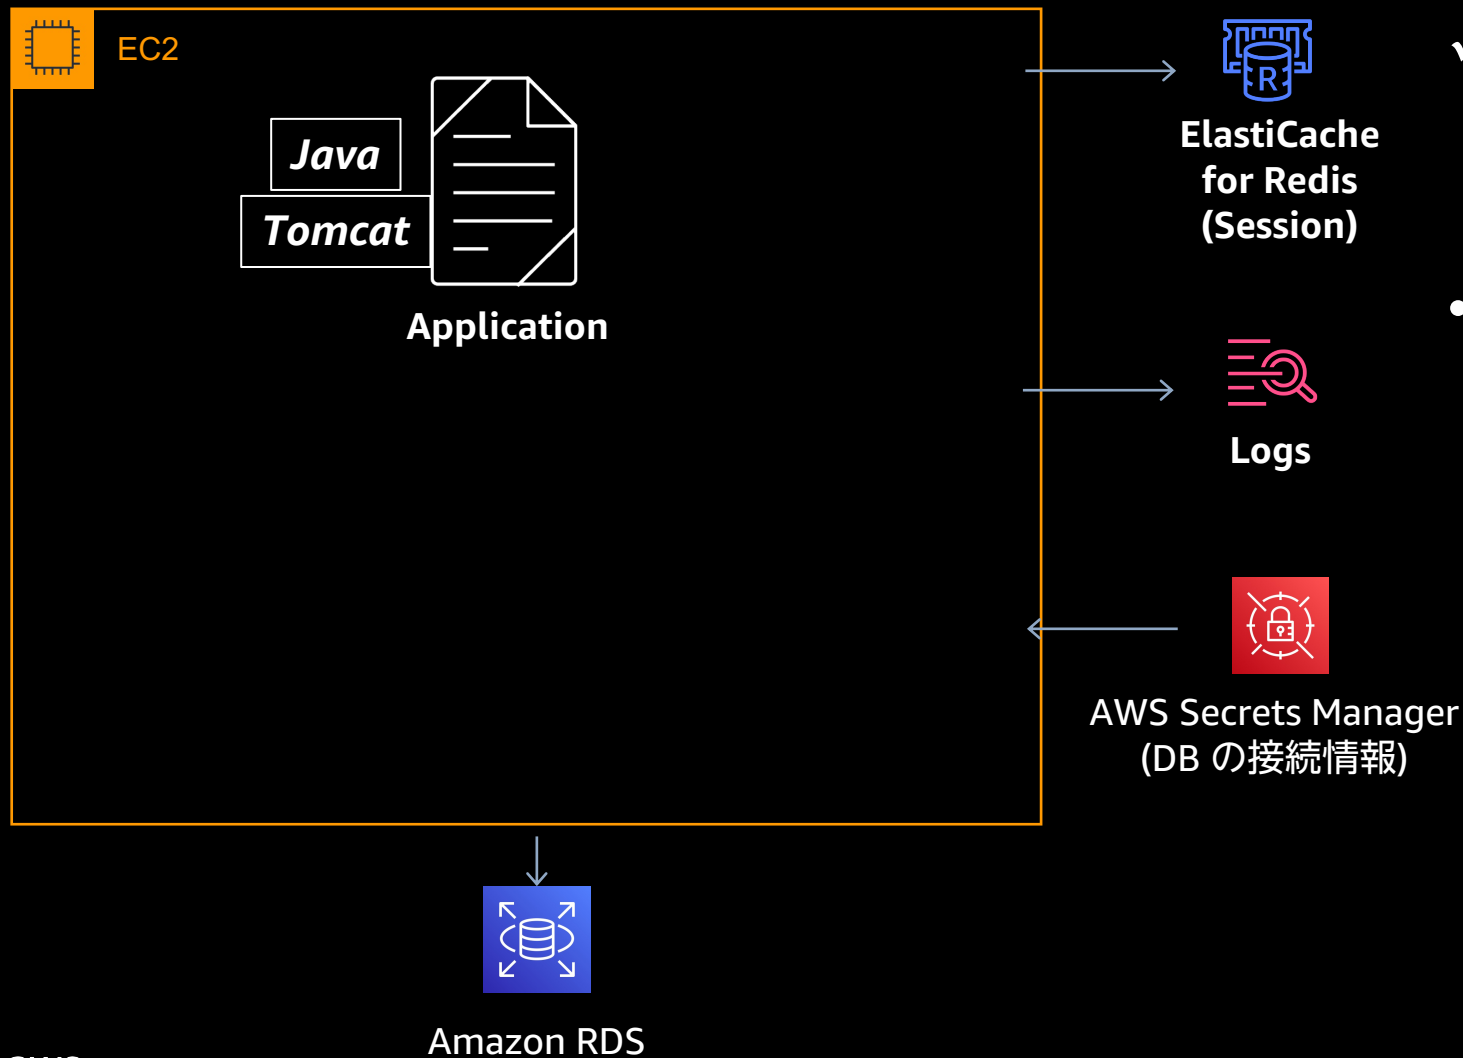 EC2
Java
Tomcat
Application
ElastiCache
for Redis
(Session)
Logs
AWS Secrets Manager
(DB の接続情報)
Amazon RDS